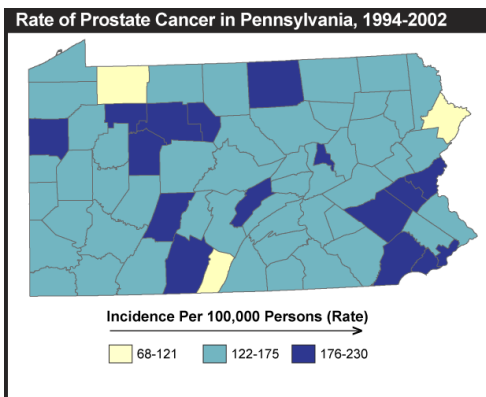 Rate of Prostate Cancer in Pennsylvania, 1994-2002
Incidence Per 100,000 Persons (Rate)
68-121 122-175 176-230